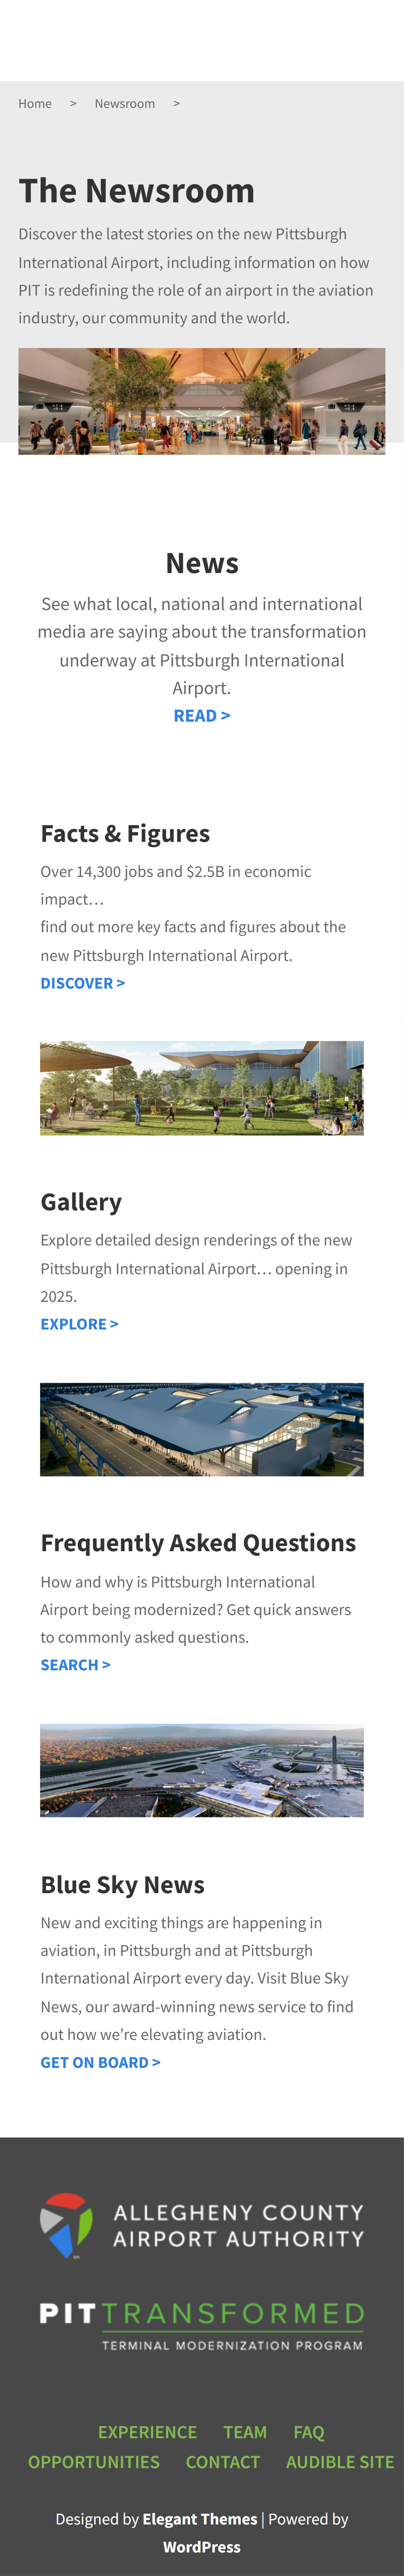 Home > Newsroom >
The Newsroom
Discover the latest stories on the new Pittsburgh
International Airport, including information on how
PIT is redefining the role of an airport in the aviation
industry, our community and the world.
News
See what local, national and international
media are saying about the transformation
underway at Pittsburgh International
Airport.
READ >
Facts & Figures
Over 14,300 jobs and $2.5B in economic
impact…
find out more key facts and figures about the
new Pittsburgh International Airport.
DISCOVER >
Gallery
Explore detailed design renderings of the new
Pittsburgh International Airport… opening in
2025.
EXPLORE >
Frequently Asked Questions
How and why is Pittsburgh International
Airport being modernized? Get quick answers
to commonly asked questions.
SEARCH >
Blue Sky News
New and exciting things are happening in
aviation, in Pittsburgh and at Pittsburgh
International Airport every day. Visit Blue Sky
News, our award-winning news service to find
out how we’re elevating aviation.
GET ON BOARD >
ALLEGHENY COUNTY
AIRPORT AUTHORITY
PITTRANSFORMED
TERMINAL MODERNIZATION PROGRAM
EXPERIENCE TEAM FAQ
OPPORTUNITIES CONTACT AUDIBLE SITE
Designed by Elegant Themes | Powered by
WordPress